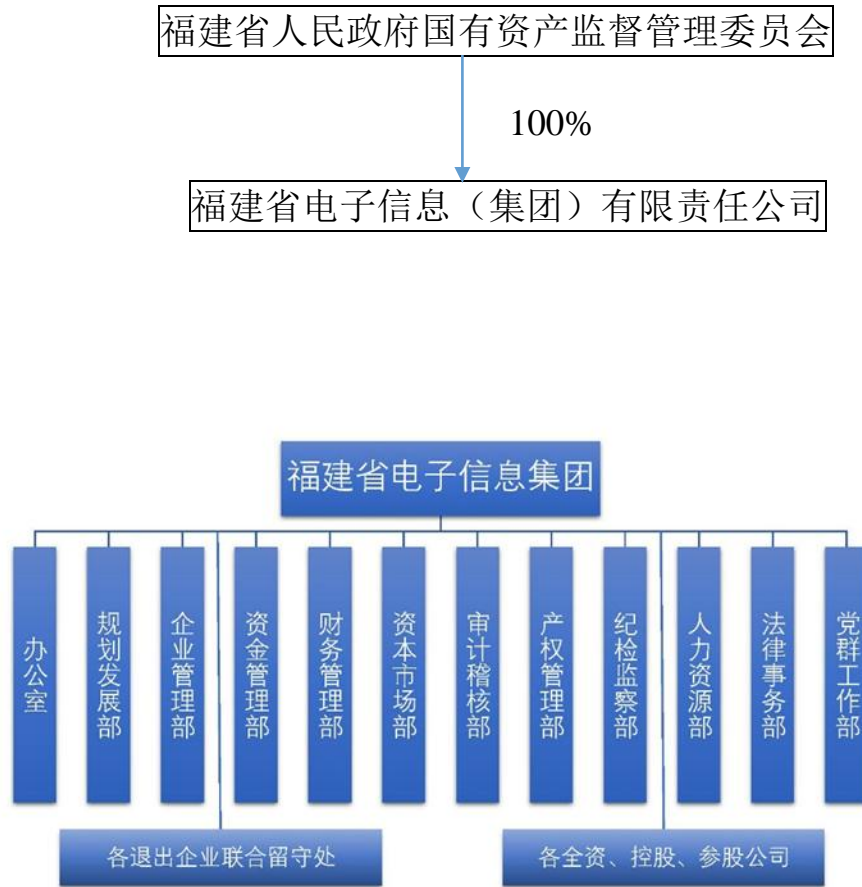 福建省人民政府国有资产监督管理委员会
100%
福建省电子信息（集团）有限责任公司
福建省电子信息集团
办公室
规划发展部
企业管理部
资金管理部
财务管理部
资本市场部
审计稽核部
产权管理部
纪检监察部
人力资源部
法律事务部
党群工作部
各退出企业联合留守处
各全资、控股、参股公司